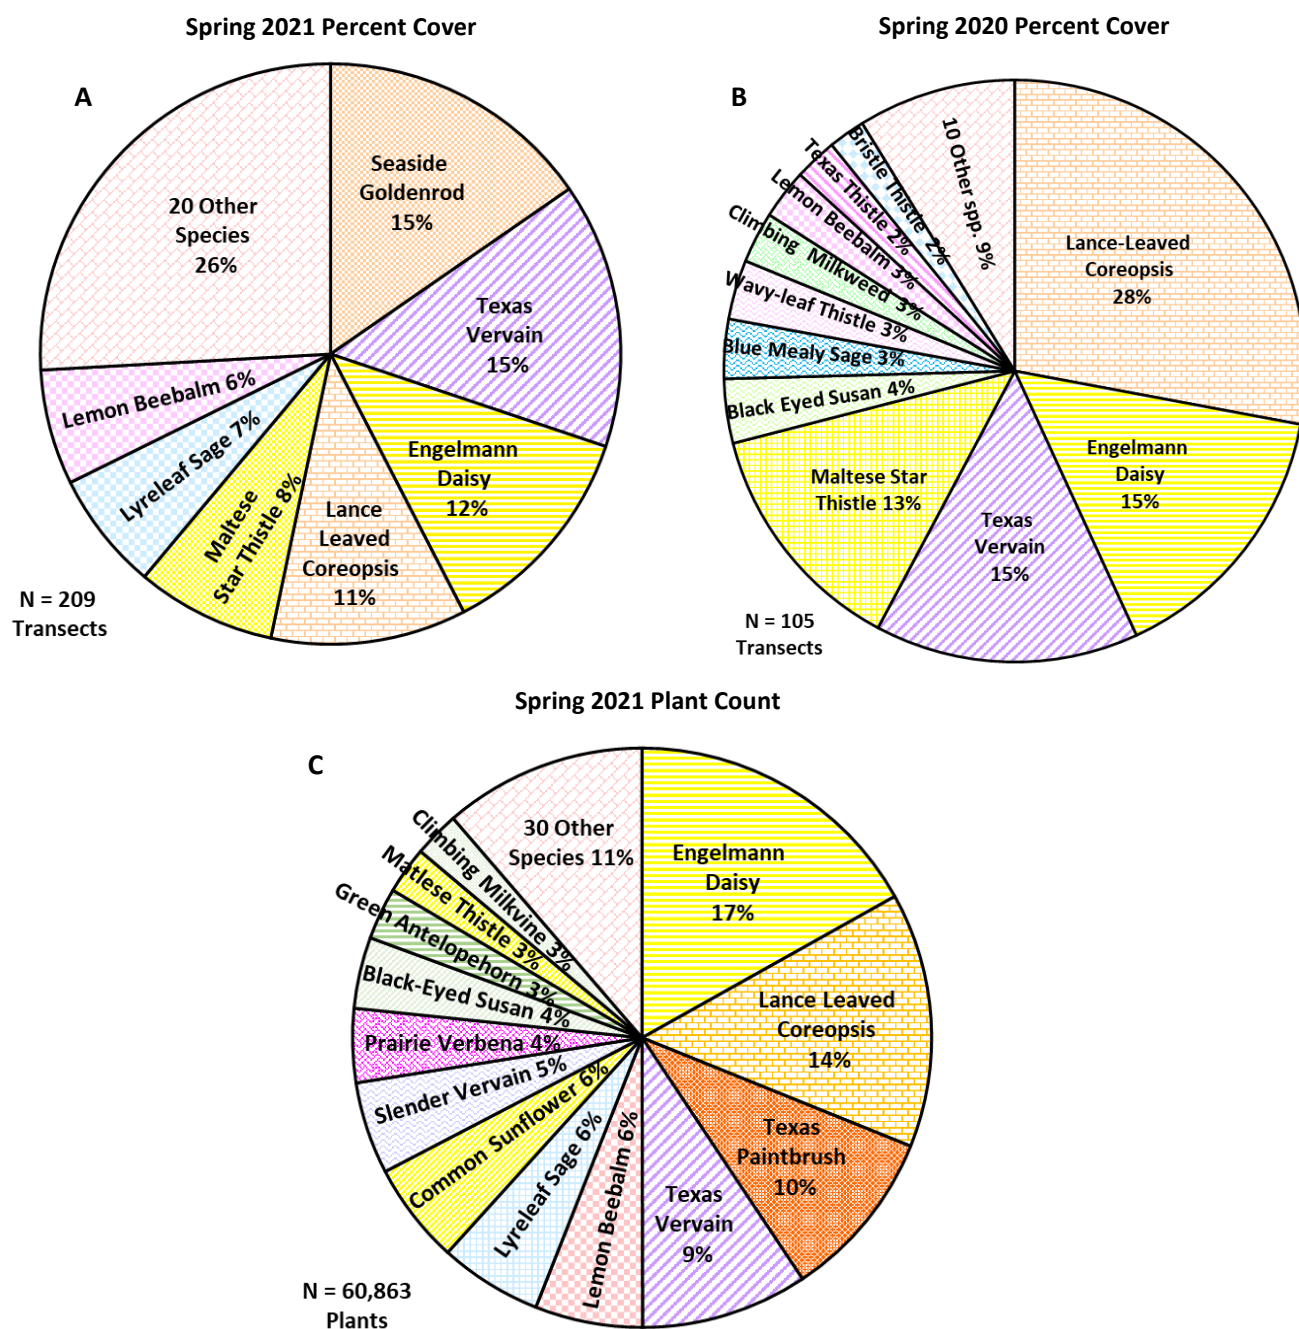 Spring 2021 Percent Cover
A
Seaside
Goldenrod
15%
Texas
Vervain
15%
Engelmann
Daisy
12%
Lance
Leaved
Coreopsis
11%
Maltese
Star Thistle 8%
Lyreleaf Sage 7%
Lemon Beebalm 6%
20 Other
Species
26%
N = 209
Transects
Spring 2020 Percent Cover
B
Lance-Leaved
Coreopsis
28%
Engelmann
Daisy
15%
Texas
Vervain
15%
Maltese Star
Thistle 13%
Black Eyed Susan 4%
Blue Mealy Sage 3%
Wavy-leaf Thistle 3%
Climbing Milkweed 3%
Lemon Beebalm 3%
Texas Thistle 2%
Bristle Thistle 2%
10 Other spp. 9%
N = 105
Transects
Spring 2021 Plant Count
C
Engelmann
Daisy
17%
Lance Leaved
Coreopsis
14%
Texas
Paintbrush
10%
Texas
Vervain
9%
Lemon Beebalm 6%
Lyreleaf Sage 6%
Common Sunflower 6%
Slender Vervain 5%
Prairie Verbena 4%
Black-Eyed Susan 4%
Green Antelopehorn 3%
Matlese Thistle 3%
Climbing Milkvine 3%
30 Other
Species 11%
N = 60,863
Plants